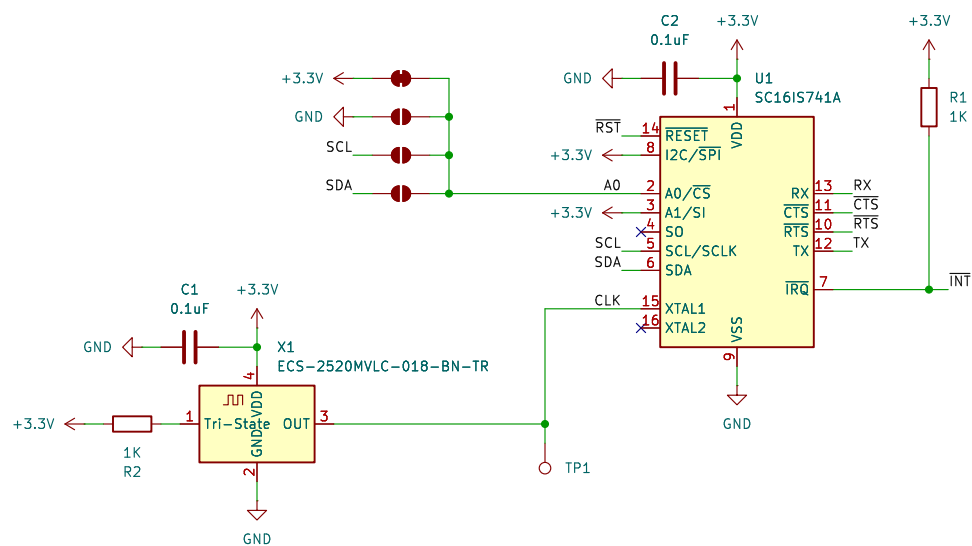 C2
0.1uF
+3.3V
+3.3V
+3.3V
GND
U1
SC16IS741A
R1
1K
GND
SCL
SDA
RST
14
RESET
8
I2C/SPI
+3.3V
1
VDD
A0
2
A0/CS
3
A1/SI
+3.3V
4
SO
SCL
5
SCL/SCLK
SDA
6
SDA
RX
13
RX
CTS
11
CTS
RTS
10
RTS
TX
12
TX
IRQ
7
INT
CLK
15
XTAL1
16
XTAL2
VSS
9
GND
C1
0.1uF
+3.3V
GND
X1
ECS-2520MVLC-018-BN-TR
4
VDD
+3.3V
1
Tri-State
OUT
3
GND
2
1K
R2
TP1
GND